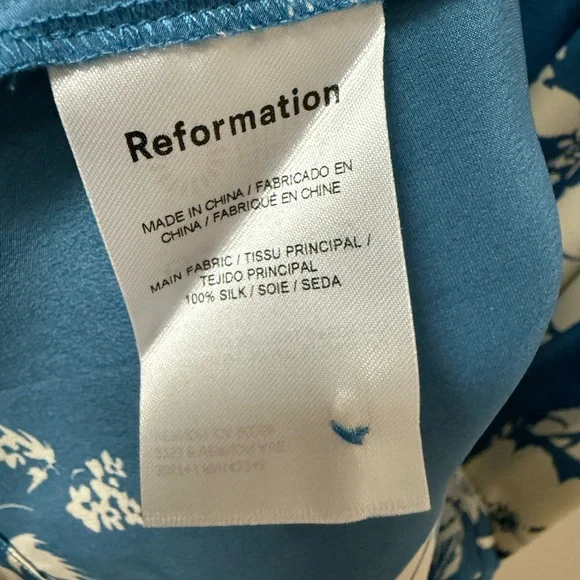 Reformation
MADE IN CHINA / FABRICADO EN
CHINA / FABRIQUÉ EN CHINE
MAIN FABRIC / TISSU PRINCIPAL /
TEJIDO PRINCIPAL
100% SILK / SOIE / SEDA